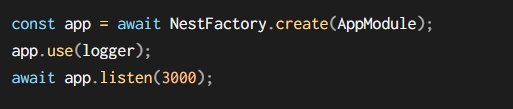 const app = await NestFactory.create(AppModule);
app.use(logger);
await app.listen(3000);